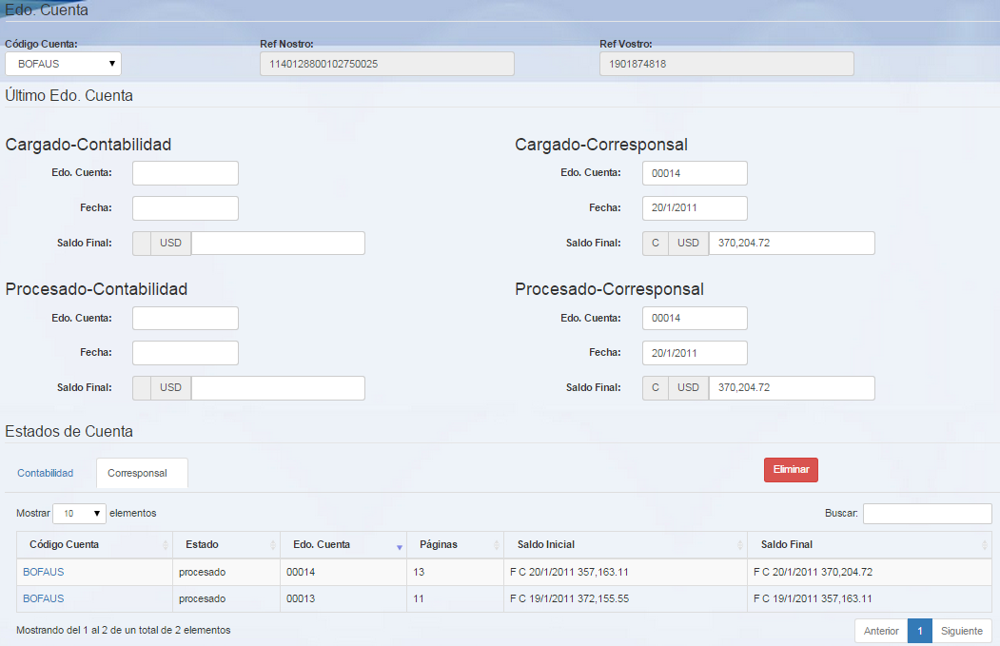 Edo. Cuenta
Código Cuenta: Ref Nostro: Ref Vostro:
BOFAUS 1140128800102750025 1901874818
Último Edo. Cuenta
Cargado-Contabilidad Cargado-Corresponsal
Edo. Cuenta: Edo. Cuenta: 00014
Fecha: Fecha: 20/1/2011
Saldo Final: USD Saldo Final: C USD 370,204.72
Procesado-Contabilidad Procesado-Corresponsal
Edo. Cuenta: Edo. Cuenta: 00014
Fecha: Fecha: 20/1/2011
Saldo Final: USD Saldo Final: C USD 370,204.72
Estados de Cuenta
Contabilidad Corresponsal Eliminar
Mostrar 10 elementos Buscar:
Código Cuenta Estado Edo. Cuenta Páginas Saldo Inicial Saldo Final
BOFAUS procesado 00014 13 F C 20/1/2011 357,163.11 F C 20/1/2011 370,204.72
BOFAUS procesado 00013 11 F C 19/1/2011 372,155.55 F C 19/1/2011 357,163.11
Mostrando del 1 al 2 de un total de 2 elementos Anterior 1 Siguiente